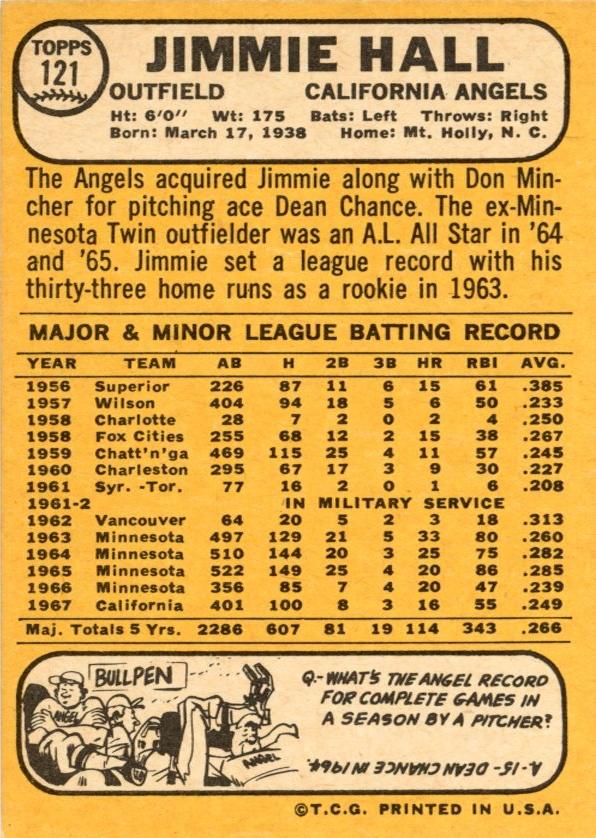 TOPPS
121
JIMMIE HALL
OUTFIELD CALIFORNIA ANGELS
Ht: 6'0" Wt: 175 Bats: Left Throws: Right
Born: March 17, 1938 Home: Mt. Holly, N. C.
The Angels acquired Jimmie along with Don Min-
cher for pitching ace Dean Chance. The ex-Min-
nesota Twin outfielder was an A.L. All Star in '64
and '65. Jimmie set a league record with his
thirty-three home runs as a rookie in 1963.
MAJOR & MINOR LEAGUE BATTING RECORD
YEAR TEAM AB H 2B 3B HR RBI AVG.
1956 Superior 226 87 11 6 15 61 .385
1957 Wilson 404 94 18 5 6 50 .233
1958 Charlotte 28 7 2 0 2 4 .250
1958 Fox Cities 255 68 12 2 15 38 .267
1959 Chatt'n'ga 469 115 25 4 11 57 .245
1960 Charleston 295 67 17 3 9 30 .227
1961 Syr. -Tor. 77 16 2 0 1 6 .208
1961-2 IN MILITARY SERVICE
1962 Vancouver 64 20 5 2 3 18 .313
1963 Minnesota 497 129 21 5 33 80 .260
1964 Minnesota 510 144 20 3 25 75 .282
1965 Minnesota 522 149 25 4 20 86 .285
1966 Minnesota 356 85 7 4 20 47 .239
1967 California 401 100 8 3 16 55 .249
Maj. Totals 5 Yrs. 2286 607 81 19 114 343 .266
BULLPEN
ANGEL
ANGEL
Q.-WHAT'S THE ANGEL RECORD
FOR COMPLETE GAMES IN
A SEASON BY A PITCHER?
A-15- DEAN CHANCE IN 1964.
©T.C.G. PRINTED IN U.S.A.